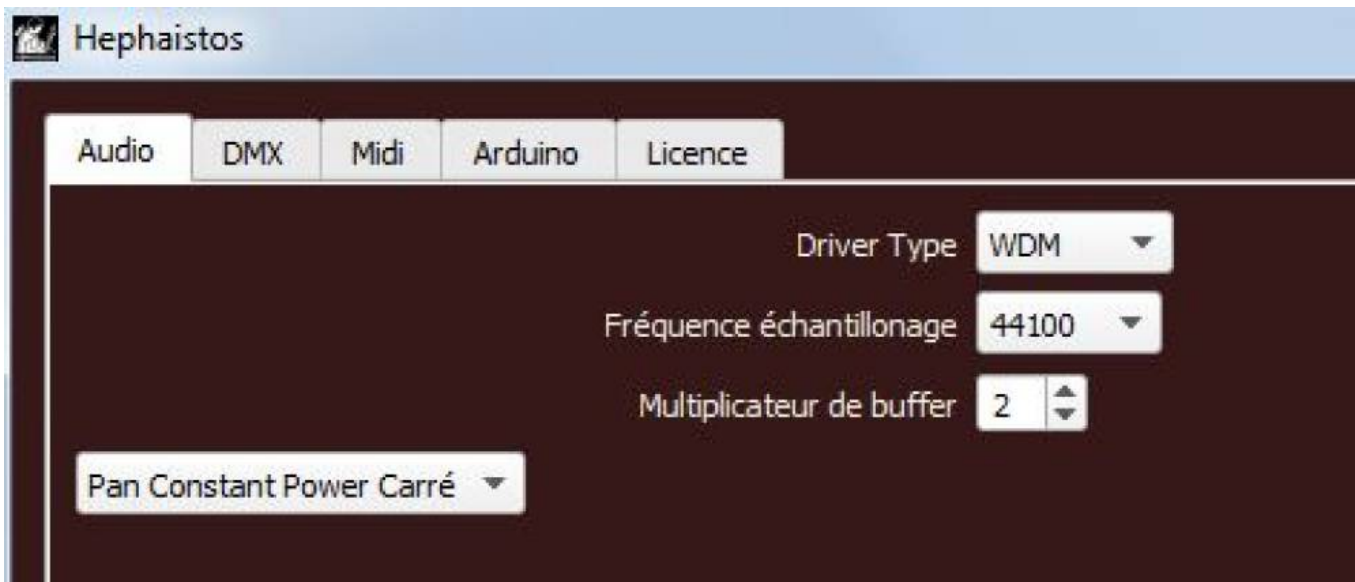 Hephaistos
Audio DMX Midi Arduino Licence
Driver Type WDM
Fréquence échantillonage 44100
Multiplicateur de buffer 2
Pan Constant Power Carré